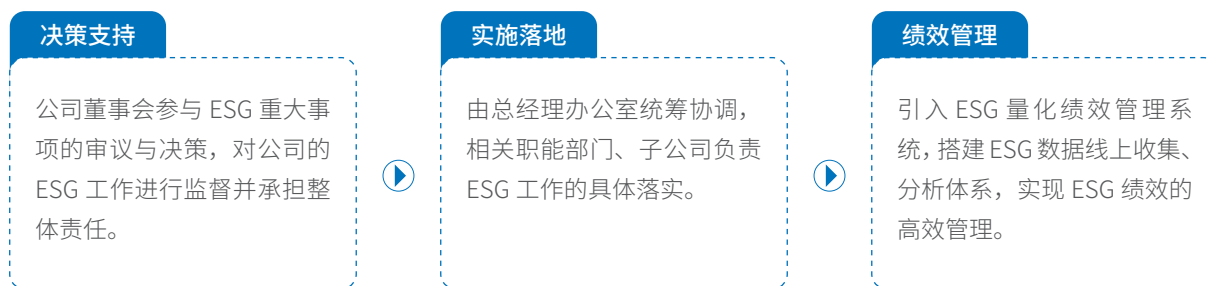 决策支持
公司董事会参与 ESG 重大事
项的审议与决策，对公司的
ESG 工作进行监督并承担整
体责任。
实施落地
由总经理办公室统筹协调，
相关职能部门、子公司负责
ESG 工作的具体落实。
绩效管理
引入 ESG 量化绩效管理系
统，搭建 ESG 数据线上收集、
分析体系，实现 ESG 绩效的
高效管理。